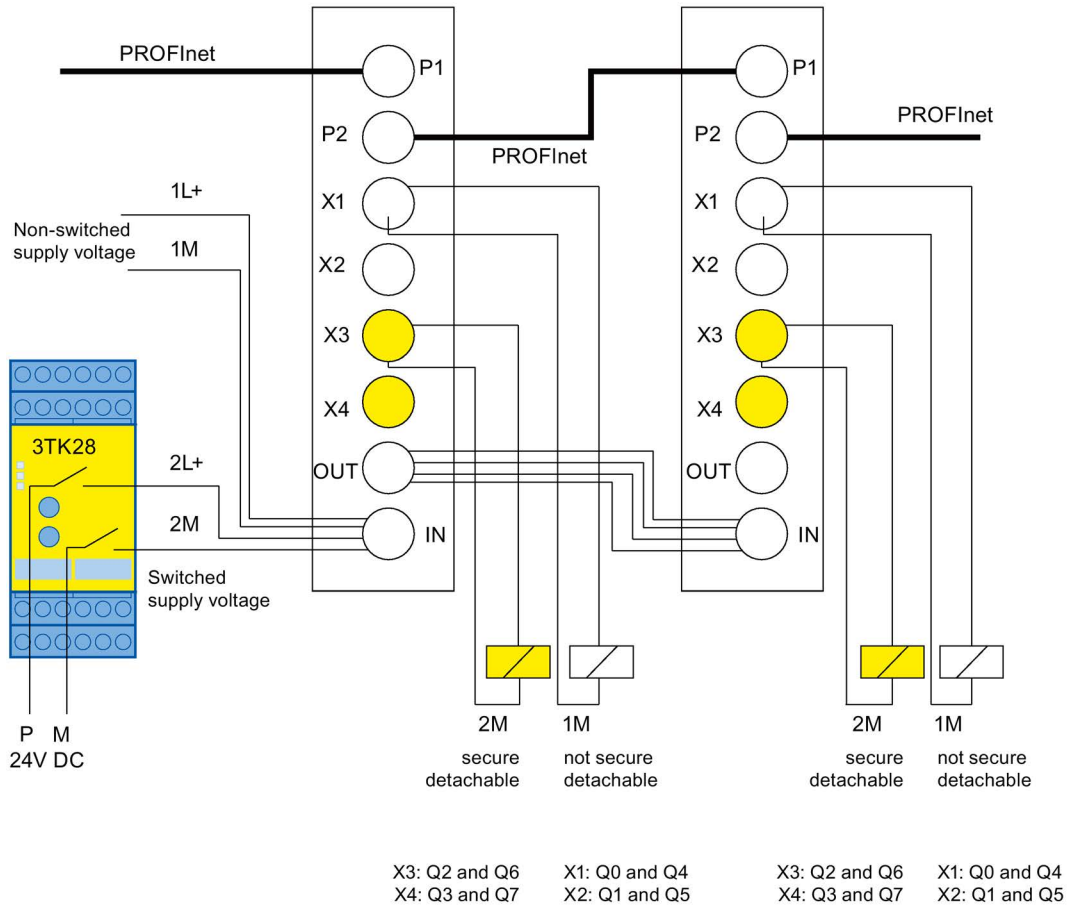 PROFInet
P1
P2
PROFInet
X1
X2
X3
X4
OUT
IN
P1
P2
PROFInet
X1
X2
X3
X4
OUT
IN
1L+
Non-switched
supply voltage
1M
3TK28
2L+
2M
Switched
supply voltage
P M
24V DC
2M
secure
detachable
1M
not secure
detachable
2M
secure
detachable
1M
not secure
detachable
X3: Q2 and Q6
X4: Q3 and Q7
X1: Q0 and Q4
X2: Q1 and Q5
X3: Q2 and Q6
X4: Q3 and Q7
X1: Q0 and Q4
X2: Q1 and Q5